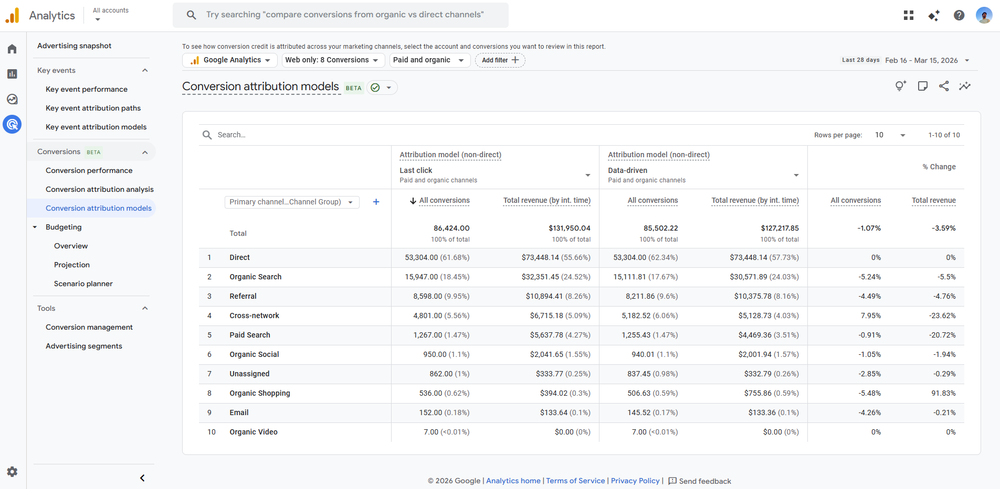 Analytics
All accounts
Try searching "compare conversions from organic vs direct channels"
Advertising snapshot
Key events
Key event performance
Key event attribution paths
Key event attribution models
Conversions BETA
Conversion performance
Conversion attribution analysis
Conversion attribution models
Budgeting
Overview
Projection
Scenario planner
Tools
Conversion management
Advertising segments
To see how conversion credit is attributed across your marketing channels, select the account and conversions you want to review in this report.
Google Analytics Web only: 8 Conversions Paid and organic Add filter Last 28 days Feb 16 - Mar 15, 2026
Conversion attribution models BETA
Search... Rows per page: 10 1-10 of 10
Attribution model (non-direct) Attribution model (non-direct)
Last click Data-driven % Change
Paid and organic channels Paid and organic channels
Primary channel...Channel Group) All conversions Total revenue (by int. time) All conversions Total revenue (by int. time) All conversions Total revenue
Total 86,424.00 $131,950.04 85,502.22 $127,217.85 -1.07% -3.59%
100% of total 100% of total 100% of total 100% of total
1 Direct 53,304.00 (61.68%) $73,448.14 (55.66%) 53,304.00 (62.34%) $73,448.14 (57.73%) 0% 0%
2 Organic Search 15,947.00 (18.45%) $32,351.45 (24.52%) 15,111.81 (17.67%) $30,571.89 (24.03%) -5.24% -5.5%
3 Referral 8,598.00 (9.95%) $10,894.41 (8.26%) 8,211.86 (9.6%) $10,375.78 (8.16%) -4.49% -4.76%
4 Cross-network 4,801.00 (5.56%) $6,715.18 (5.09%) 5,182.52 (6.06%) $5,128.73 (4.03%) 7.95% -23.62%
5 Paid Search 1,267.00 (1.47%) $5,637.78 (4.27%) 1,255.43 (1.47%) $4,469.36 (3.51%) -0.91% -20.72%
6 Organic Social 950.00 (1.1%) $2,041.65 (1.55%) 940.01 (1.1%) $2,001.94 (1.57%) -1.05% -1.94%
7 Unassigned 862.00 (1%) $333.77 (0.25%) 837.45 (0.98%) $332.79 (0.26%) -2.85% -0.29%
8 Organic Shopping 536.00 (0.62%) $394.02 (0.3%) 506.63 (0.59%) $755.86 (0.59%) -5.48% 91.83%
9 Email 152.00 (0.18%) $133.64 (0.1%) 145.52 (0.17%) $133.36 (0.1%) -4.26% -0.21%
10 Organic Video 7.00 (<0.01%) $0.00 (0%) 7.00 (<0.01%) $0.00 (0%) 0% 0%
© 2026 Google | Analytics home | Terms of Service | Privacy Policy | Send feedback